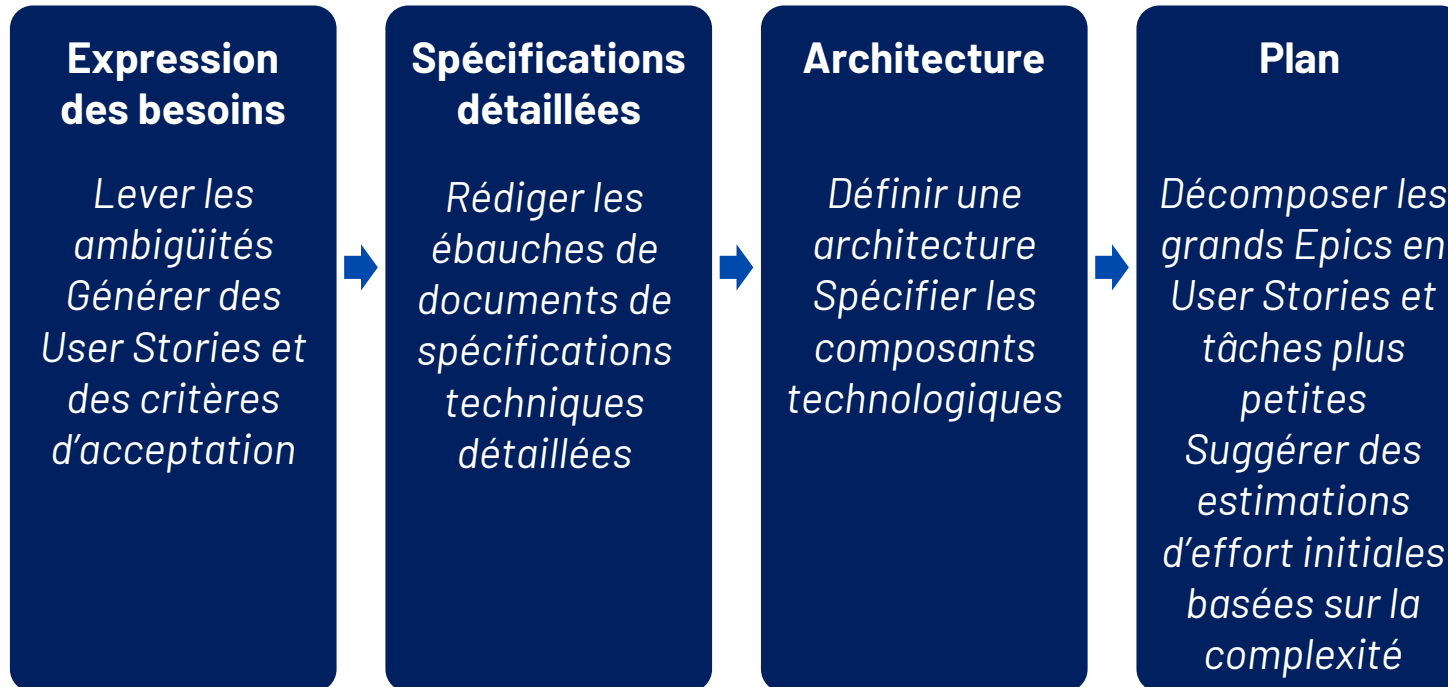 Expression
des besoins
Lever les
ambigüités
Générer des
User Stories et
des critères
d’acceptation
Spécifications
détaillées
Rédiger les
ébauches de
documents de
spécifications
techniques
détaillées
Architecture
Définir une
architecture
Spécifier les
composants
technologiques
Plan
Décomposer les
grands Epics en
User Stories et
tâches plus
petites
Suggérer des
estimations
d’effort initiales
basées sur la
complexité